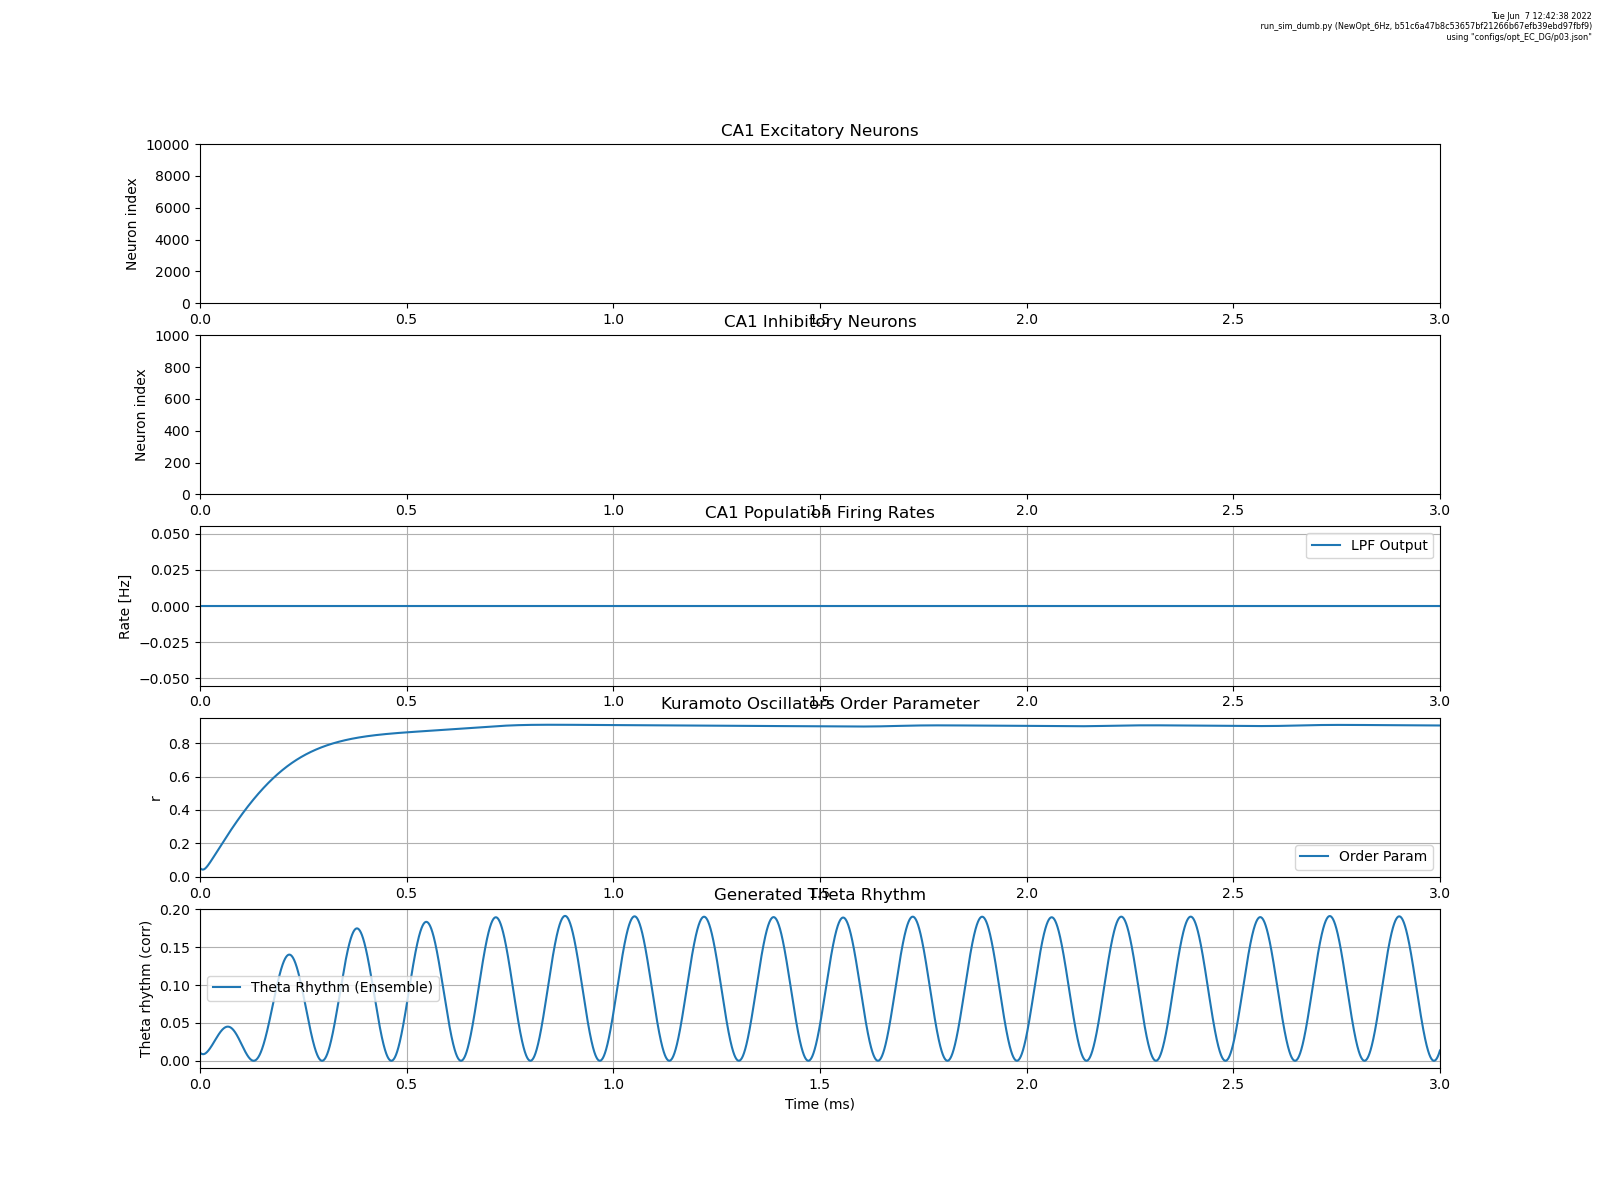 Tue Jun  7 12:42:38 2022
run_sim_dumb.py (NewOpt_6Hz, b51c6a47b8c53657bf21266b67efb39ebd97fbf9)
using "configs/opt_EC_DG/p03.json"
CA1 Excitatory Neurons
10000
8000
6000
4000
2000
0
Neuron index
0.0 0.5 1.0 1.5 2.0 2.5 3.0
CA1 Inhibitory Neurons
1000
800
600
400
200
0
Neuron index
0.0 0.5 1.0 1.5 2.0 2.5 3.0
CA1 Population Firing Rates
0.050
0.025
0.000
−0.025
−0.050
Rate [Hz]
LPF Output
0.0 0.5 1.0 1.5 2.0 2.5 3.0
Kuramoto Oscillators Order Parameter
0.8
0.6
0.4
0.2
0.0
r
Order Param
0.0 0.5 1.0 1.5 2.0 2.5 3.0
Generated Theta Rhythm
0.20
0.15
0.10
0.05
0.00
Theta rhythm (corr)
Theta Rhythm (Ensemble)
0.0 0.5 1.0 1.5 2.0 2.5 3.0
Time (ms)